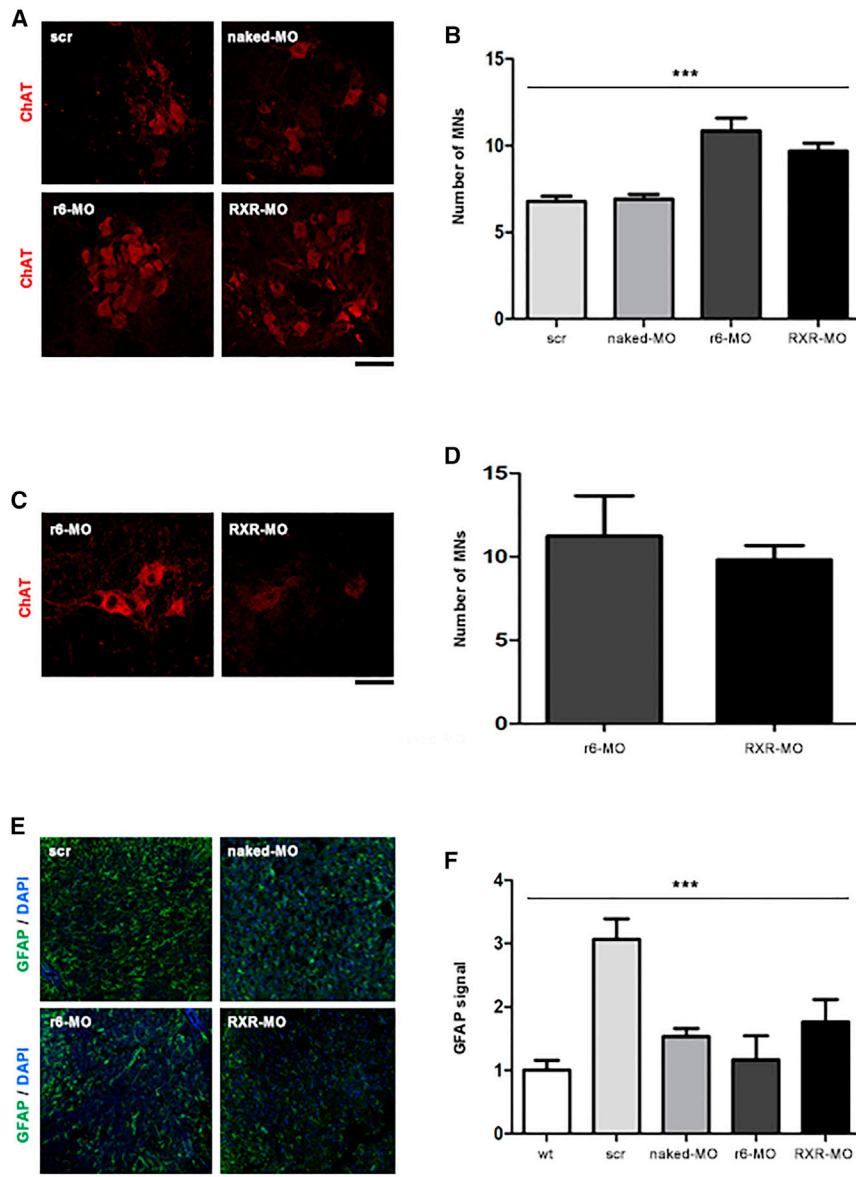 A
scr
naked-MO
ChAT
r6-MO
RXR-MO
ChAT
B
***
Number of MNs
15
10
5
0
scr
naked-MO
r6-MO
RXR-MO
C
r6-MO
RXR-MO
ChAT
D
Number of MNs
15
10
5
0
r6-MO
RXR-MO
E
scr
naked-MO
GFAP / DAPI
r6-MO
RXR-MO
GFAP / DAPI
F
***
GFAP signal
4
3
2
1
0
wt
scr
naked-MO
r6-MO
RXR-MO